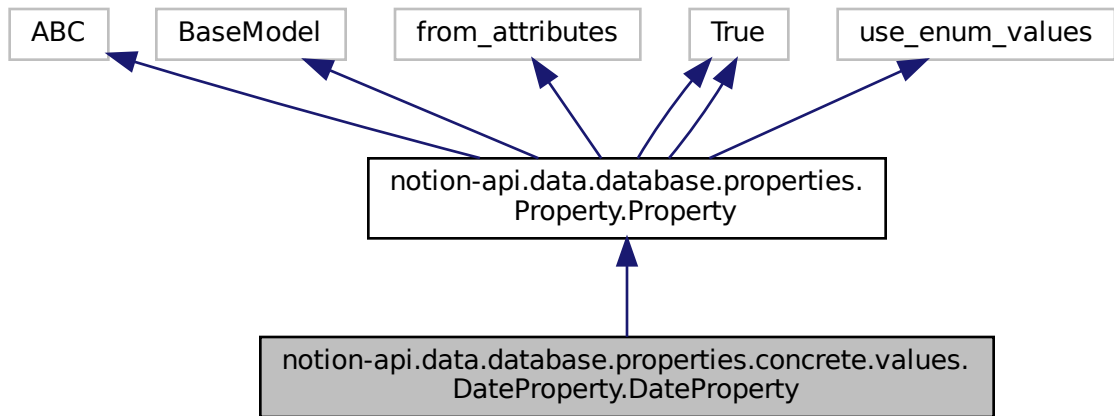 ABC
BaseModel
from_attributes
True
use_enum_values
notion-api.data.database.properties.
Property.Property
notion-api.data.database.properties.concrete.values.
DateProperty.DateProperty